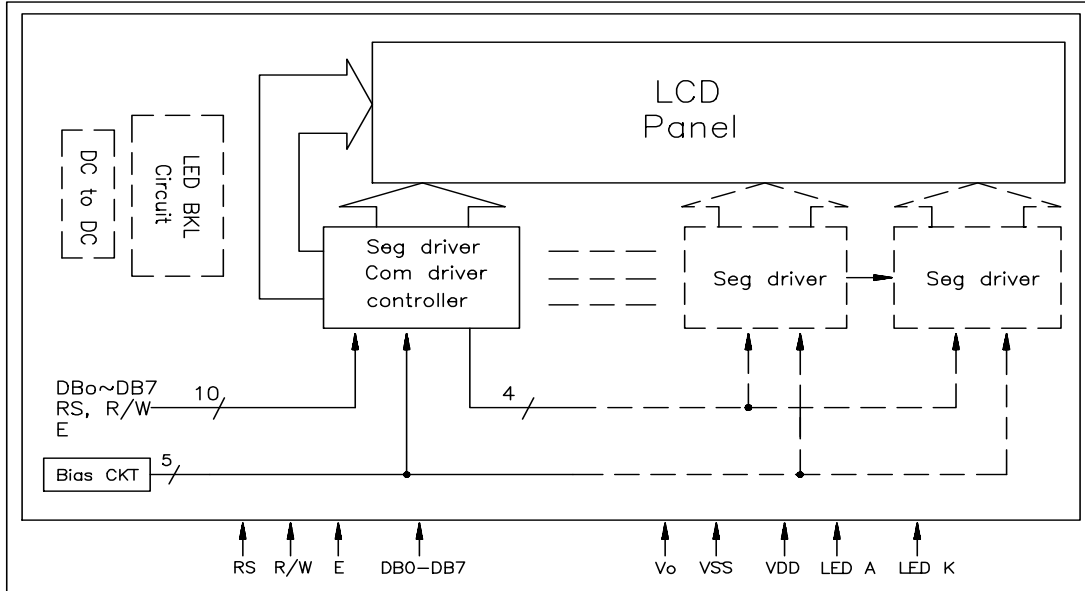 LCD
Panel
DC to DC
LED BKL
Circuit
Seg driver
Com driver
controller
Seg driver
Seg driver
DBo~DB7
RS, R/W
E
10
4
Bias CKT
5
RS
R/W
E
DB0-DB7
Vo
VSS
VDD
LED A
LED K